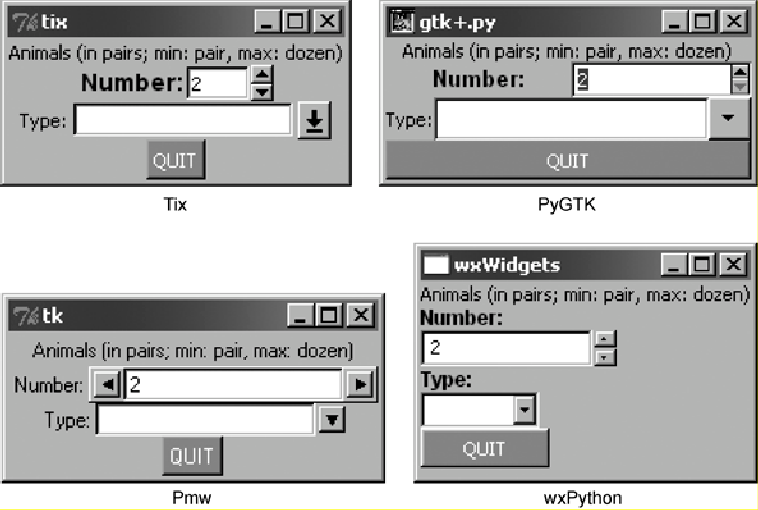 7k tix
Animals (in pairs; min: pair, max: dozen)
Number: 2
Type:
QUIT
Tix
gtk+.py
Animals (in pairs; min: pair, max: dozen)
Number: 2
Type:
QUIT
PyGTK
7k tk
Animals (in pairs; min: pair, max: dozen)
Number: 2
Type:
QUIT
Pmw
wxWidgets
Animals (in pairs; min: pair, max: dozen)
Number:
2
Type:
QUIT
wxPython